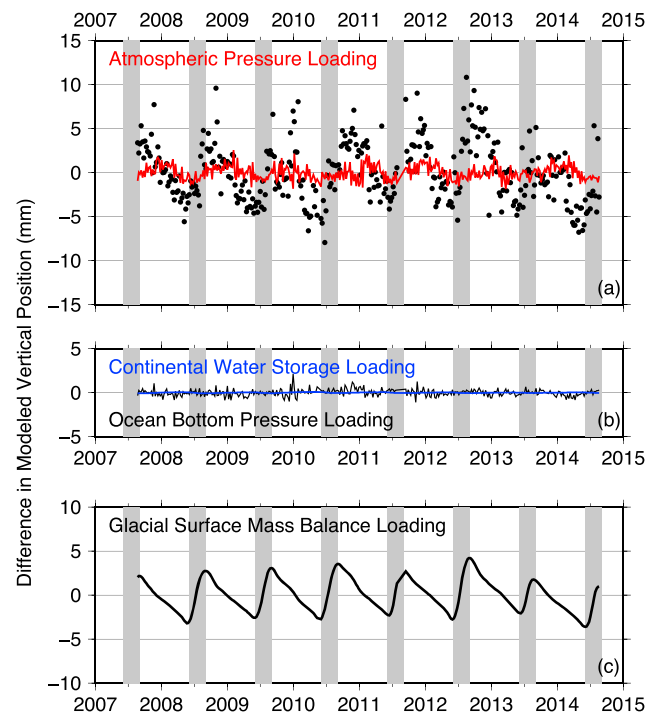 2007 2008 2009 2010 2011 2012 2013 2014 2015
15
Atmospheric Pressure Loading
10
5
0
−5
−10
−15
(a)
Difference in Modeled Vertical Position (mm)
5
Continental Water Storage Loading
0
Ocean Bottom Pressure Loading
(b)
−5
2007 2008 2009 2010 2011 2012 2013 2014 2015
10
Glacial Surface Mass Balance Loading
5
0
−5
(c)
−10
2007 2008 2009 2010 2011 2012 2013 2014 2015